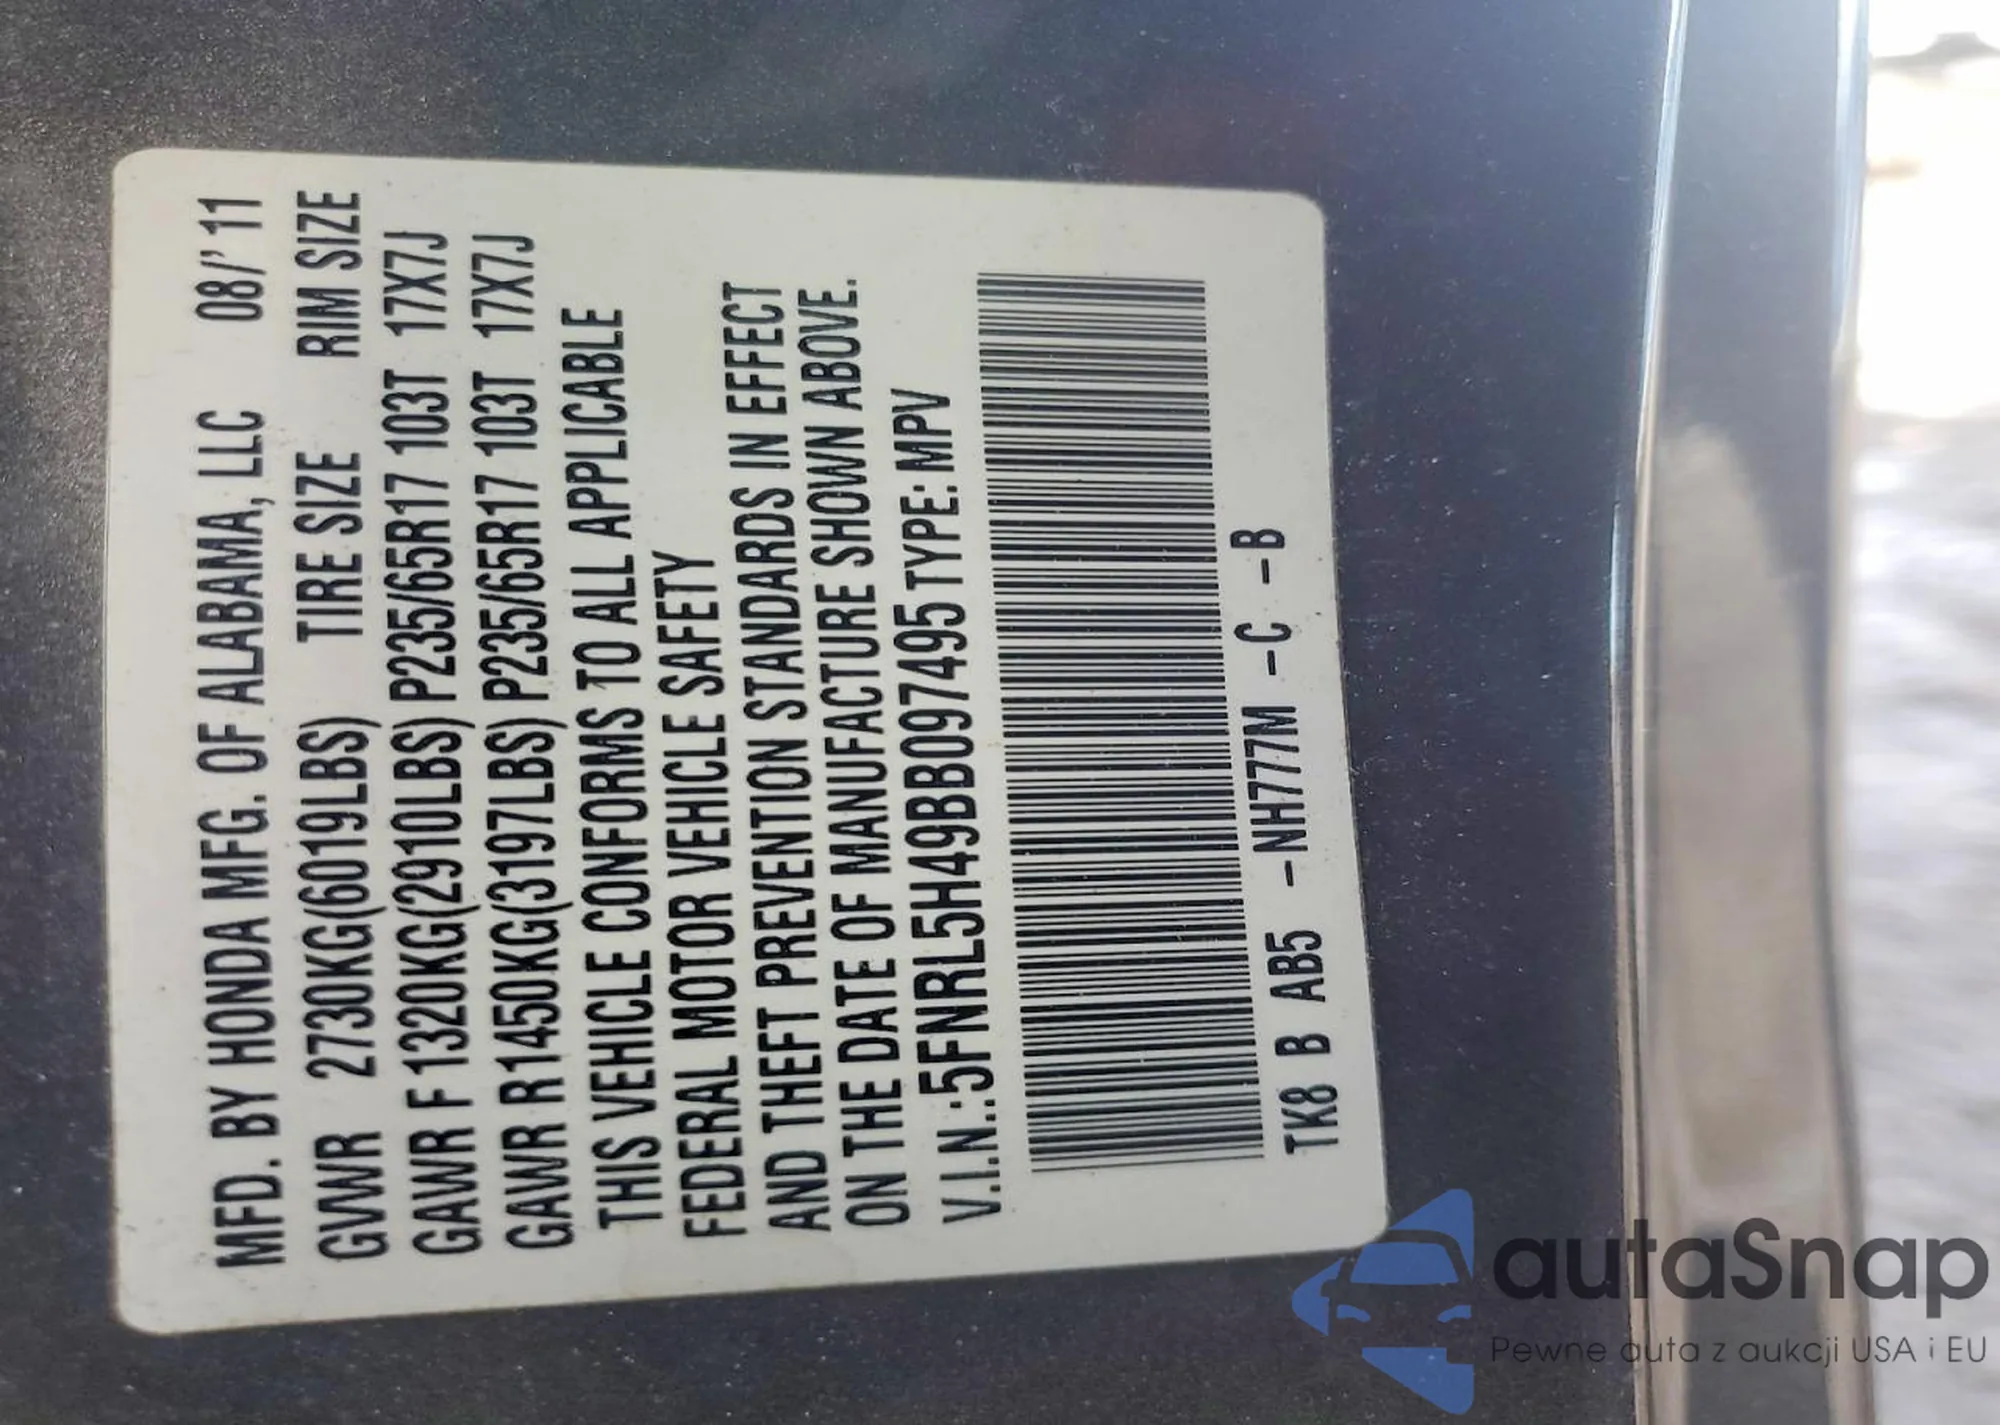 MFD. BY HONDA MFG. OF ALABAMA, LLC 08/'11
GVWR 2730KG(6019LBS) TIRE SIZE RIM SIZE
GAWR F 1320KG(2910LBS) P235/65R17 103T 17X7J
GAWR R 1450KG(3197LBS) P235/65R17 103T 17X7J
THIS VEHICLE CONFORMS TO ALL APPLICABLE
FEDERAL MOTOR VEHICLE SAFETY
AND THEFT PREVENTION STANDARDS IN EFFECT
ON THE DATE OF MANUFACTURE SHOWN ABOVE.
V.I.N.:5FNRL5H49BB097495 TYPE: MPV
TK8 B AB5 -NH777M -C -B
autaSnap
Pewne auta z aukcji USA i EU